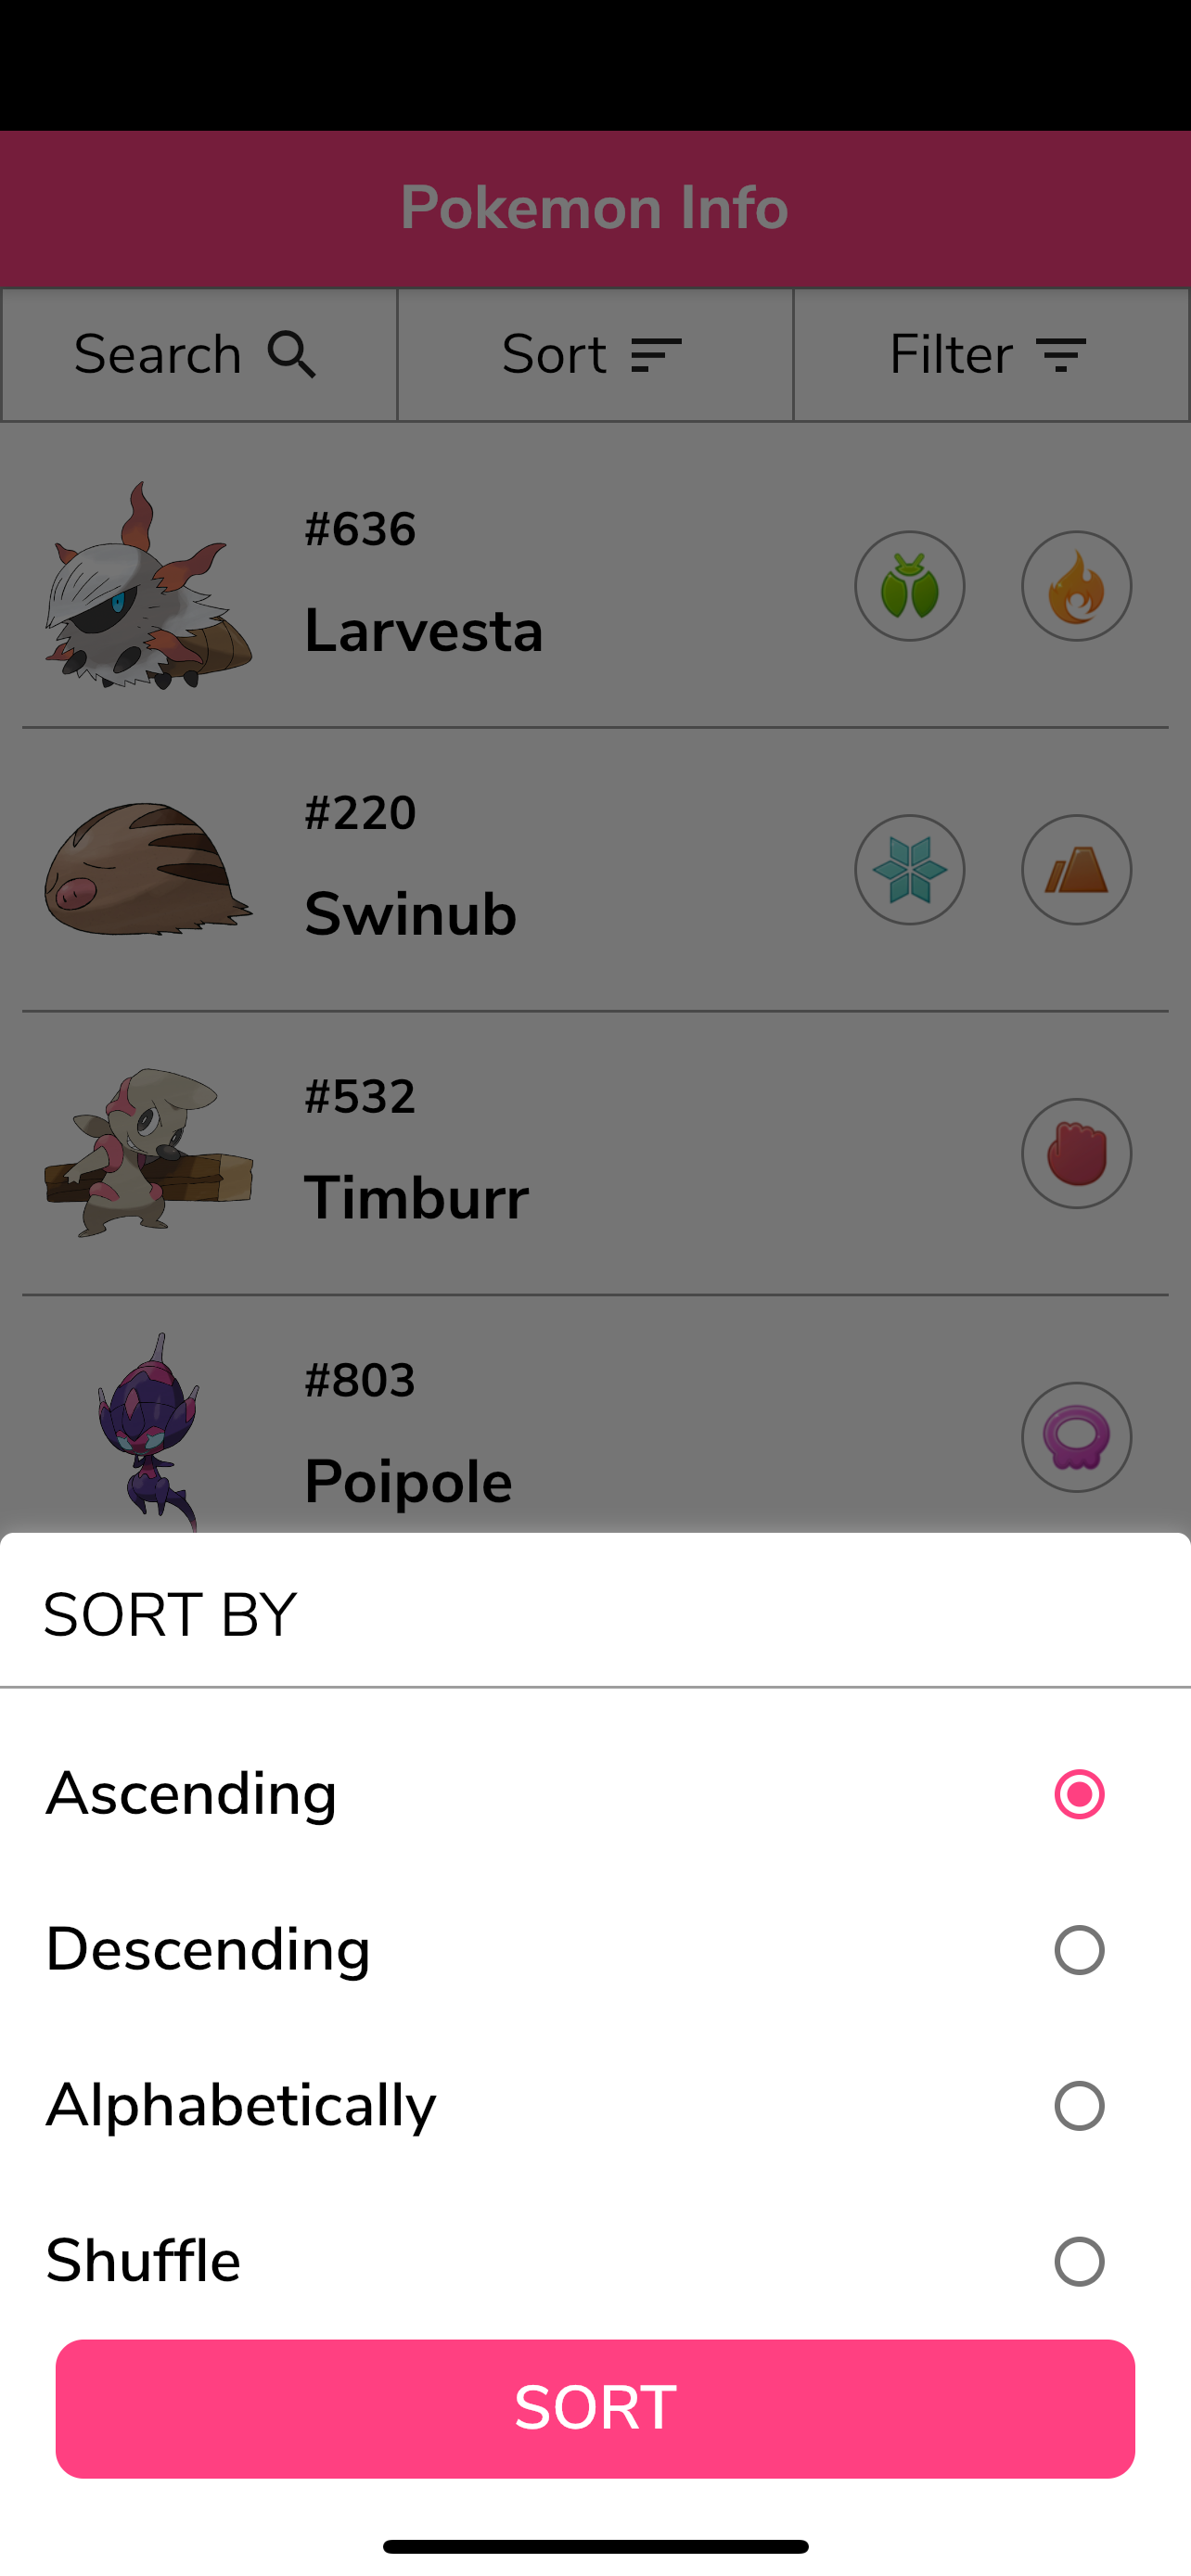 Pokemon Info
Search
Sort
Filter
#636
Larvesta
#220
Swinub
#532
Timburr
#803
Poipole
SORT BY
Ascending
Descending
Alphabetically
Shuffle
SORT